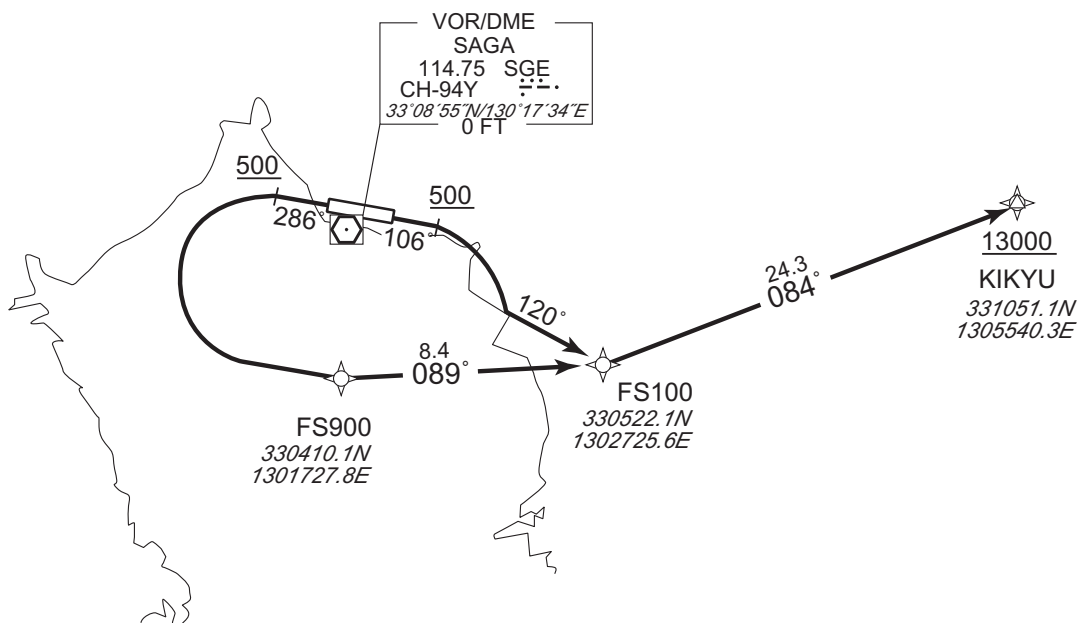 VOR/DME
SAGA
114.75 SGE
CH-94Y
33°08´55˝N/130°17´34˝E
0 FT
500
500
286°
106°
120°
24.3
084°
13000
KIKYU
331051.1N
1305540.3E
8.4
089°
FS100
330522.1N
1302725.6E
FS900
330410.1N
1301727.8E